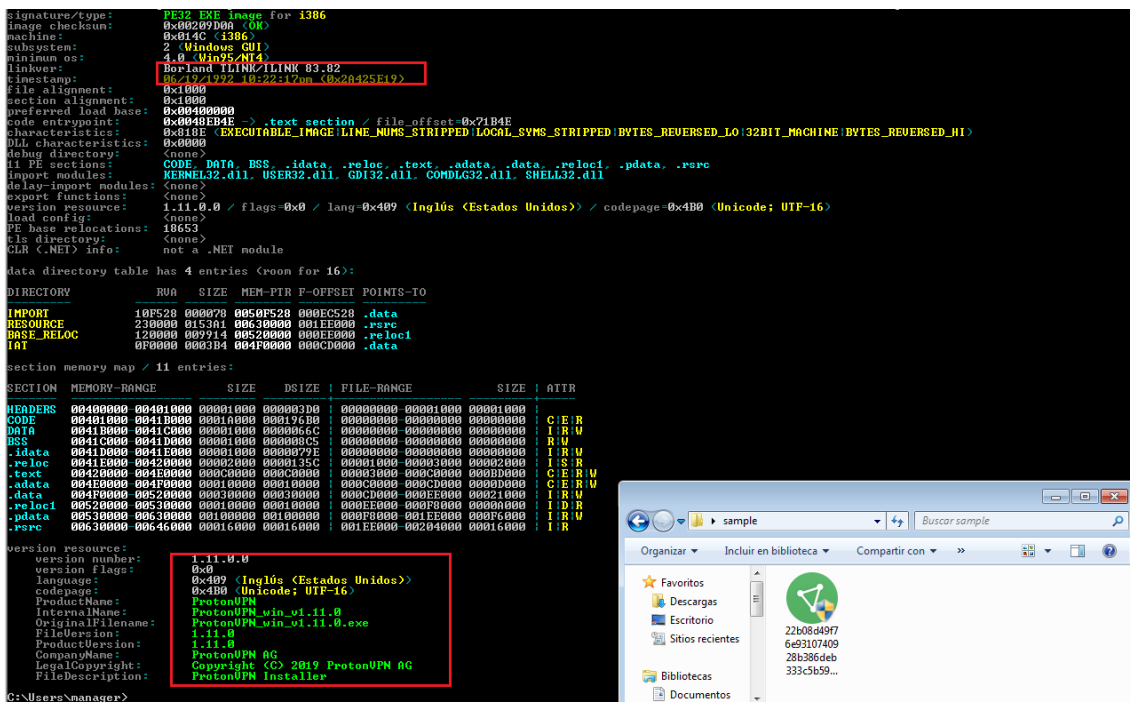 signature/type: PE32 EXE image for i386
image checksum: 0x00209D0A (OK)
machine: 0x014C (i386)
subsystem: 2 (Windows GUI)
minimum os: 4.0 (Win95/NT4)
linkver: Borland TLINK/ILINK 83.82
timestamp: 06/19/1992 10:22:17pm (0x2A425E19)
file alignment: 0x1000
section alignment: 0x1000
preferred load base: 0x00400000
code entrypoint: 0x0048EB4E -> .text section / file_offset=0x71B4E
characteristics: 0x818E (EXECUTABLE_IMAGE|LINE_NUMS_STRIPPED|LOCAL_SYMS_STRIPPED|BYTES_REVERSED_LO|32BIT_MACHINE|BYTES_REVERSED_HI)
DLL characteristics: 0x0000
debug directory: <none>
11 PE sections: CODE, DATA, BSS, .idata, .reloc, .text, .adata, .data, .reloc1, .pdata, .rsrc
import modules: KERNEL32.dll, USER32.dll, GDI32.dll, COMDLG32.dll, SHELL32.dll
delay-import modules: <none>
export functions: <none>
version resource: 1.11.0.0 / flags=0x0 / lang=0x409 (Inglús (Estados Unidos)) / codepage=0x4B0 (Unicode; UTF-16)
load config: <none>
PE base relocations: 18653
tls directory: <none>
CLR (.NET) info: not a .NET module
data directory table has 4 entries (room for 16):
DIRECTORY RVA SIZE MEM-PTR F-OFFSET POINTS-TO
IMPORT 10F528 000078 0050F528 000EC528 .data
RESOURCE 230000 0153A1 00630000 001EE000 .rsrc
BASE_RELOC 120000 009914 00520000 000EE000 .reloc1
IAT 0F0000 0003B4 004F0000 000CD000 .data
section memory map / 11 entries:
SECTION MEMORY-RANGE SIZE DSIZE | FILE-RANGE SIZE | ATTR
HEADERS 00400000-00401000 00001000 000003D0 | 00000000-00001000 00001000 |
CODE 00401000-0041B000 0001A000 000196B0 | 00000000-00000000 00000000 | C|E|R
DATA 0041B000-0041C000 00001000 0000066C | 00000000-00000000 00000000 | I|R|W
BSS 0041C000-0041D000 00001000 000008C5 | 00000000-00000000 00000000 | R|W
.idata 0041D000-0041E000 00001000 0000079E | 00000000-00000000 00000000 | I|R|W
.reloc 0041E000-00420000 00002000 0000135C | 00001000-00003000 00002000 | I|S|R
.text 00420000-004E0000 000C0000 000C0000 | 00003000-000C0000 000BD000 | C|E|R|W
.adata 004E0000-004F0000 00010000 00010000 | 000C0000-000CD000 0000D000 | C|E|R|W
.data 004F0000-00520000 00030000 00030000 | 000CD000-000EE000 00021000 | I|R|W
.reloc1 00520000-00530000 00010000 00010000 | 000EE000-000F8000 0000A000 | I|D|R
.pdata 00530000-00630000 00100000 00100000 | 000F8000-001EE000 000F6000 | I|R|W
.rsrc 00630000-00646000 00016000 00016000 | 001EE000-00204000 00016000 | I|R
version resource:
version number: 1.11.0.0
version flags: 0x0
language: 0x409 (Inglús (Estados Unidos))
codepage: 0x4B0 (Unicode; UTF-16)
ProductName: ProtonVPN
InternalName: ProtonVPN_win_v1.11.0
OriginalFilename: ProtonVPN_win_v1.11.0.exe
FileVersion: 1.11.0
ProductVersion: 1.11.0
CompanyName: ProtonVPN AG
LegalCopyright: Copyright (C) 2019 ProtonVPN AG
FileDescription: ProtonVPN Installer
C:\Users\manager>
sample
Buscar sample
Organizar
Incluir en biblioteca
Compartir con
»
Favoritos
Descargas
Escritorio
Sitios recientes
Bibliotecas
Documentos
22b08d49f7
6e93107409
28b386deb
333c5b59...